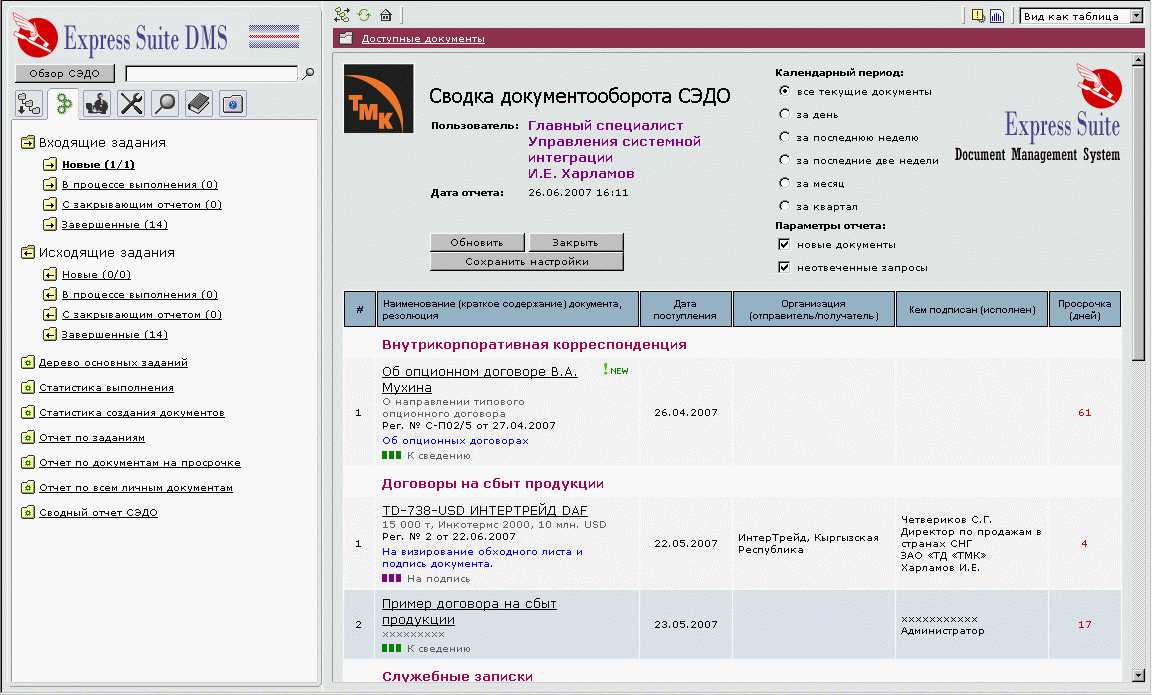 Express Suite DMS
Обзор СЭДО
Входящие задания
Новые (1/1)
В процессе выполнения (0)
С закрывающим отчетом (0)
Завершенные (14)
Исходящие задания
Новые (0/0)
В процессе выполнения (0)
С закрывающим отчетом (0)
Завершенные (14)
Дерево основных заданий
Статистика выполнения
Статистика создания документов
Отчет по заданиям
Отчет по документам на просрочке
Отчет по всем личным документам
Сводный отчет СЭДО
Вид как таблица
Доступные документы
ТМК
Сводка документооборота СЭДО
Пользователь: Главный специалист
Управления системной
интеграции
И.Е. Харламов
Дата отчета: 26.06.2007 16:11
Обновить Закрыть
Сохранить настройки
Календарный период:
все текущие документы
за день
за последнюю неделю
за последние две недели
за месяц
за квартал
Параметры отчета:
новые документы
неотвеченные запросы
Express Suite
Document Management System
# Наименование (краткое содержание) документа, резолюция Дата поступления Организация (отправитель/получатель) Кем подписан (исполнен) Просрочка (дней)
Внутрикорпоративная корреспонденция
1
Об опционном договоре В.А.
Мухина
! NEW
О направлении типового
опционного договора
Рег. № С-П02/5 от 27.04.2007
Об опционных договорах
К сведению
26.04.2007
61
Договоры на сбыт продукции
1
TD-738-USD ИНТЕРТРЕЙД DAF
15 000 т, Инкотермс 2000, 10 млн. USD
Рег. № 2 от 22.06.2007
На визирование обходного листа и
подпись документа.
На подпись
22.05.2007
ИнтерТрейд, Кыргызская
Республика
Четвериков С.Г.
Директор по продажам в
странах СНГ
ЗАО «ТД «ТМК»
Харламов И.Е.
4
2
Пример договора на сбыт
продукции
xxxxxxxxx
К сведению
23.05.2007
xxxxxxxxxxx
Администратор
17
Служебные записки